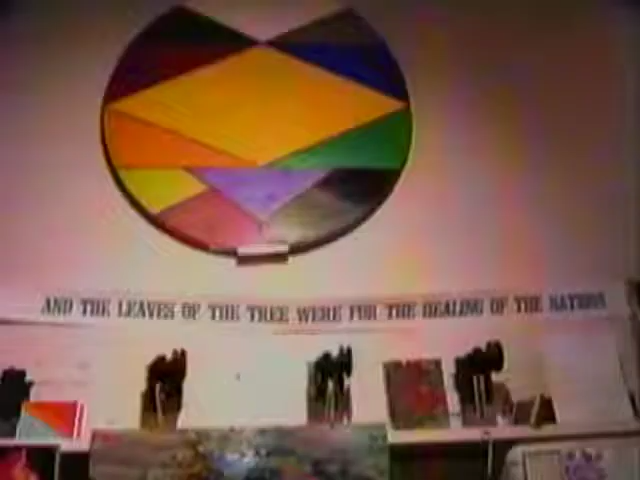 AND THE LEAVES OF THE TREE WERE FOR THE HEALING OF THE NATIONS